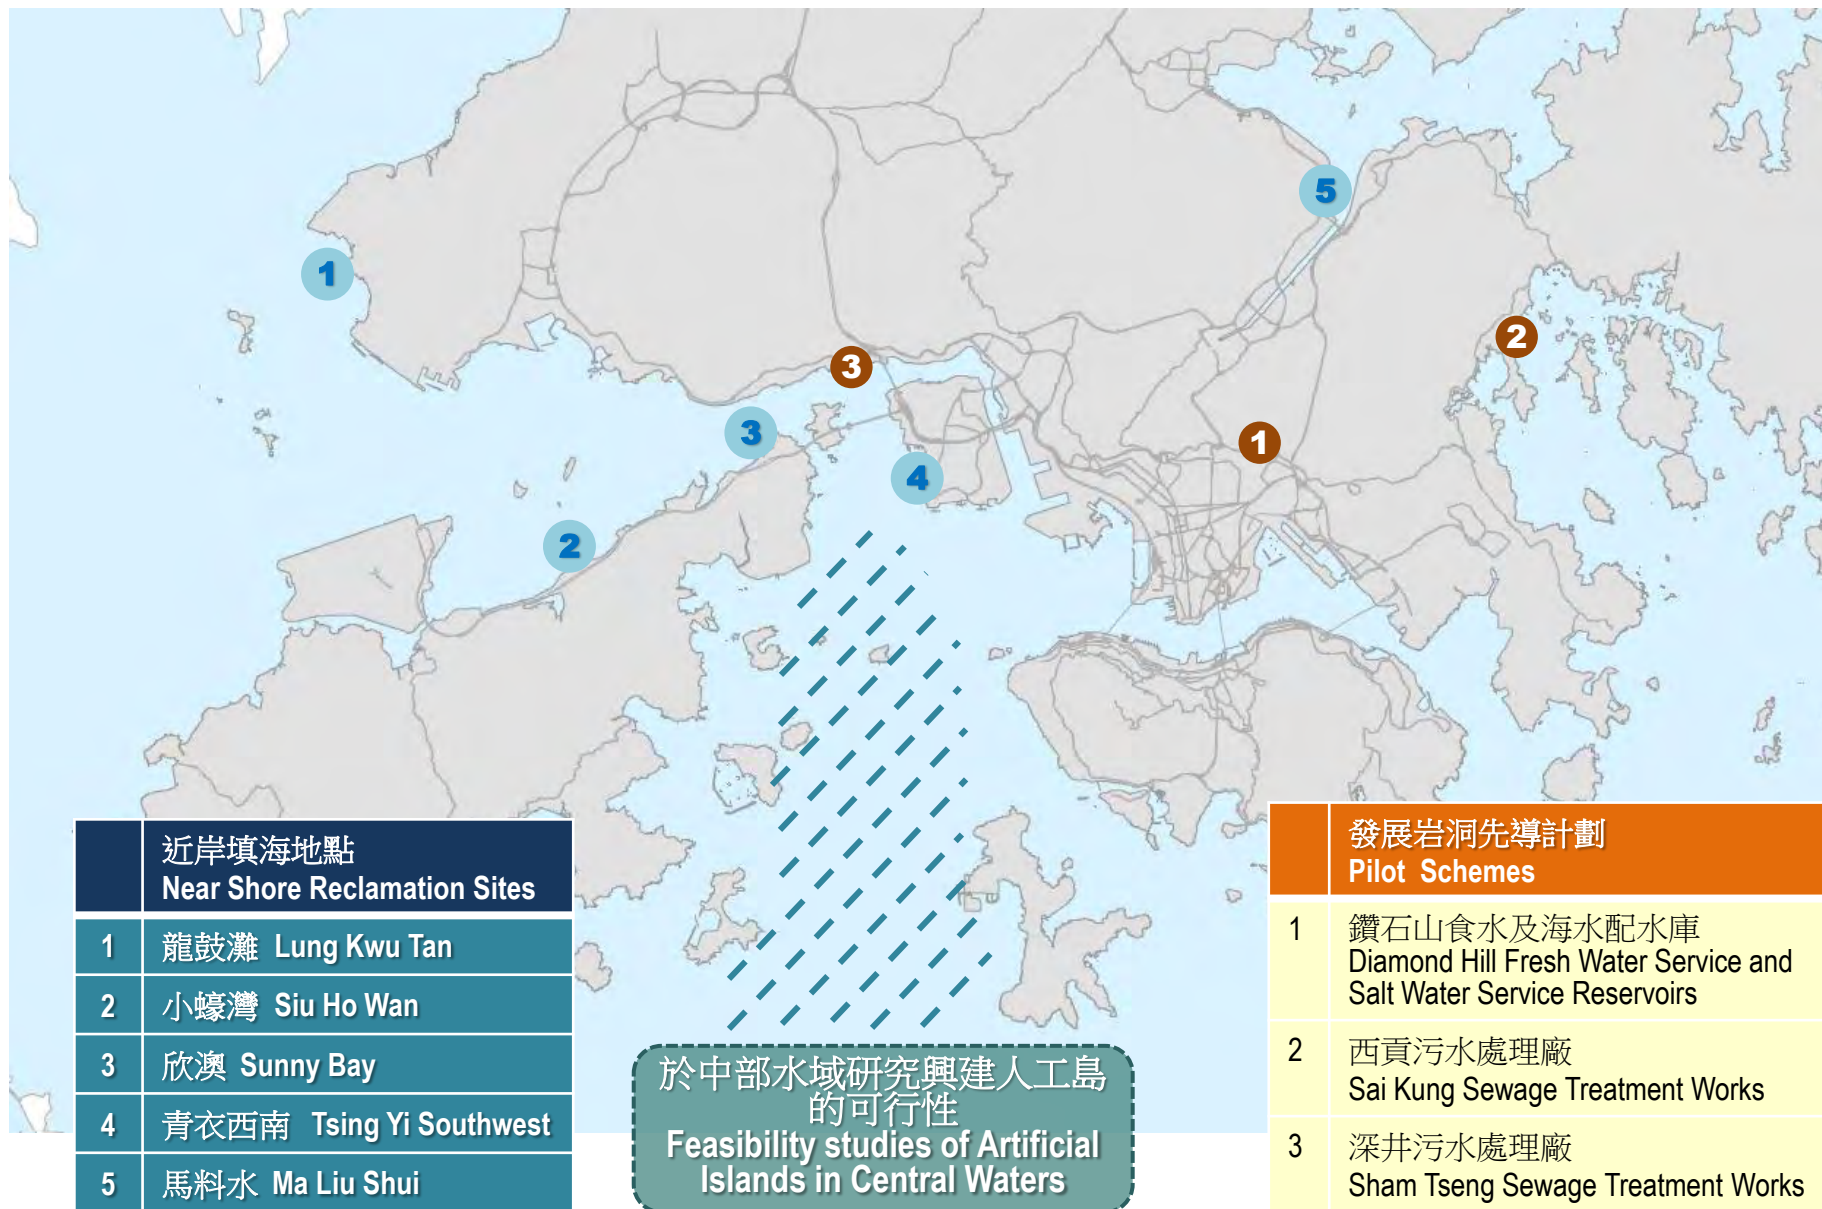 1
2
3
4
5
1
2
3
近岸填海地點
Near Shore Reclamation Sites
1 龍鼓灘 Lung Kwu Tan
2 小蠔灣 Siu Ho Wan
3 欣澳 Sunny Bay
4 青衣西南 Tsing Yi Southwest
5 馬料水 Ma Liu Shui
於中部水域研究興建人工島
的可行性
Feasibility studies of Artificial
Islands in Central Waters
發展岩洞先導計劃
Pilot Schemes
1 鑽石山食水及海水配水庫
Diamond Hill Fresh Water Service and
Salt Water Service Reservoirs
2 西貢污水處理廠
Sai Kung Sewage Treatment Works
3 深井污水處理廠
Sham Tseng Sewage Treatment Works